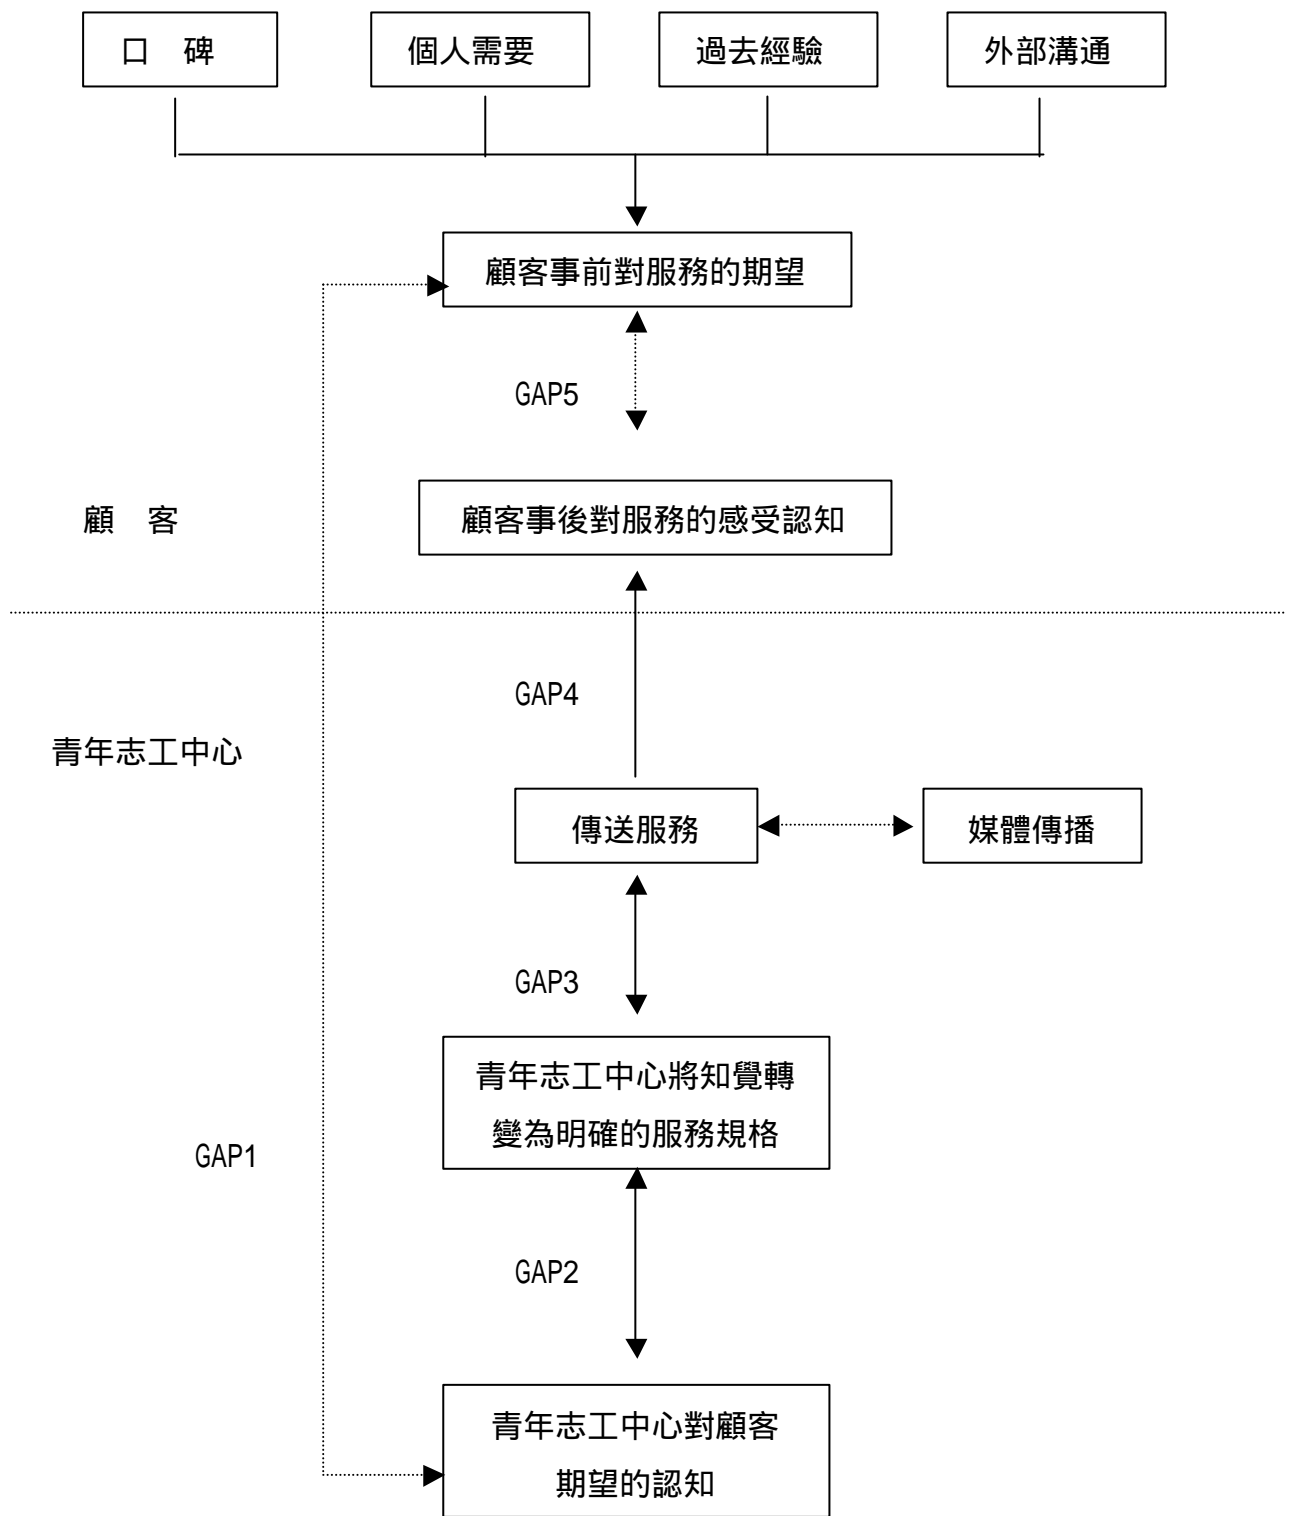 口　碑
個人需要
過去經驗
外部溝通
顧客事前對服務的期望
GAP5
顧　客
顧客事後對服務的感受認知
GAP4
青年志工中心
傳送服務
媒體傳播
GAP3
青年志工中心將知覺轉
變為明確的服務規格
GAP1
GAP2
青年志工中心對顧客
期望的認知